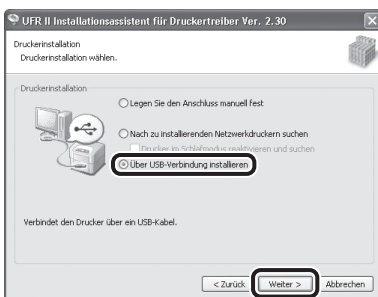 UFR II Installationsassistent für Druckertreiber Ver. 2.30
Druckerinstallation
Druckerinstallation wählen.
Druckerinstallation
Legen Sie den Anschluss manuell fest
Nach zu installierenden Netzwerkdruckern suchen
Drucker im Schlafmodus reaktivieren und suchen
Über USB-Verbindung installieren
Verbindet den Drucker über ein USB-Kabel.
< Zurück Weiter > Abbrechen